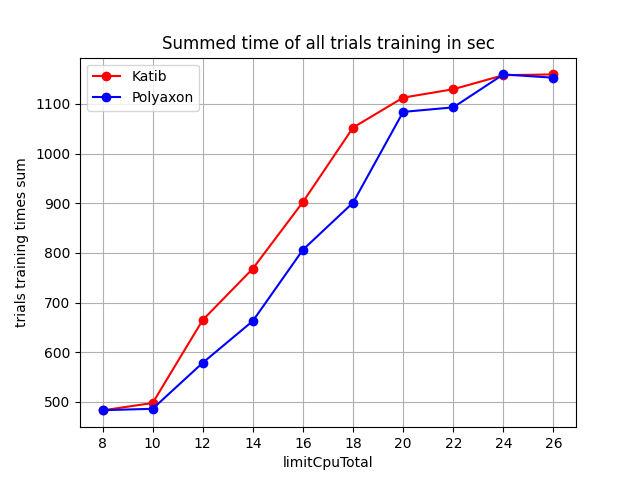 Summed time of all trials training in sec
Katib
Polyaxon
trials training times sum
1100
1000
900
800
700
600
500
8 10 12 14 16 18 20 22 24 26
limitCpuTotal